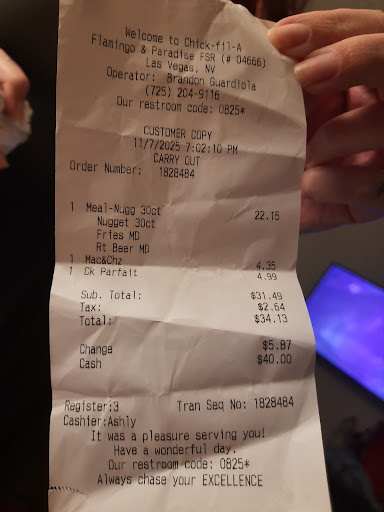 Welcome to Chick-fil-A
Flamingo & Paradise FSR (# 04666)
Las Vegas, NV
Operator: Brandon Guardiola
(725) 204-9116
Our restroom code: 0825*
CUSTOMER COPY
11/7/2025 7:02:10 PM
CARRY OUT
Order Number: 1828484
1 Meal-Nugg 30ct 22.15
Nugget 30ct
Fries MD
Rt Beer MD
1 Mac&Chz 4.35
1 Ck Parfait 4.99
Sub. Total: $31.49
Tax: $2.64
Total: $34.13
Change $5.87
Cash $40.00
Register:3 Tran Seq No: 1828484
Cashier:Ashly
It was a pleasure serving you!
Have a wonderful day.
Our restroom code: 0825*
Always chase your EXCELLENCE